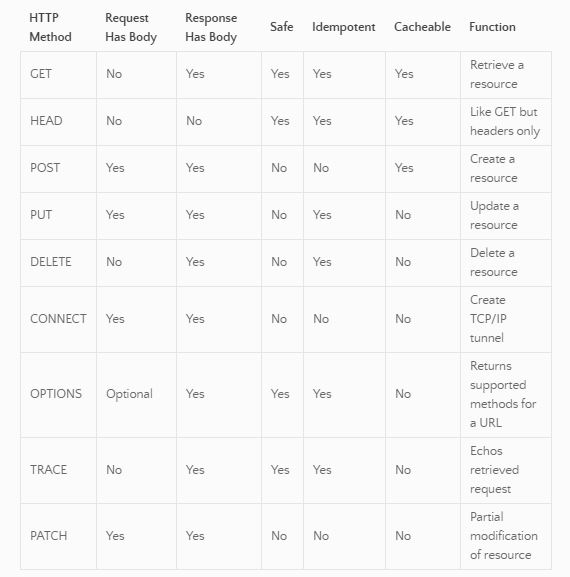 HTTP Method Request Has Body Response Has Body Safe Idempotent Cacheable Function
GET No Yes Yes Yes Yes Retrieve a resource
HEAD No No Yes Yes Yes Like GET but headers only
POST Yes Yes No No Yes Create a resource
PUT Yes Yes No Yes No Update a resource
DELETE No Yes No Yes No Delete a resource
CONNECT Yes Yes No No No Create TCP/IP tunnel
OPTIONS Optional Yes Yes Yes No Returns supported methods for a URL
TRACE No Yes Yes Yes No Echos retrieved request
PATCH Yes Yes No No No Partial modification of resource